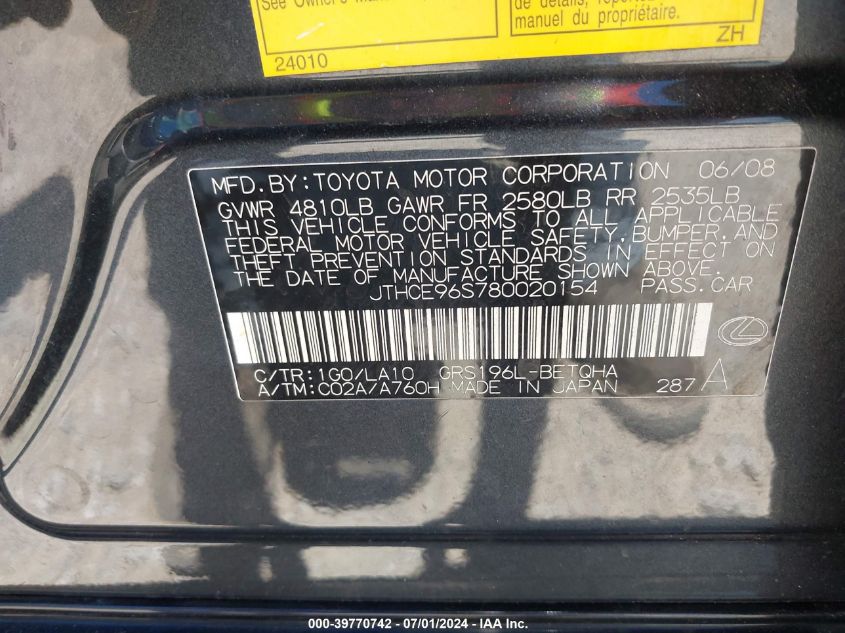 See Owner's
de détails,
manuel du propriétaire.
24010
ZH
MFD.BY:TOYOTA MOTOR CORPORATION 06/08
GVWR 4810LB GAWR FR 2580LB RR 2535LB
THIS VEHICLE CONFORMS TO ALL APPLICABLE
FEDERAL MOTOR VEHICLE SAFETY,BUMPER,AND
THEFT PREVENTION STANDARDS IN EFFECT ON
THE DATE OF MANUFACTURE SHOWN ABOVE.
JTHCE96S780020154 PASS.CAR
C/TR:1G0/LA10 GRS196L-BETQHA
A/TM:C02A/A760H MADE IN JAPAN 287 A
000-39770742 - 07/01/2024 - IAA Inc.